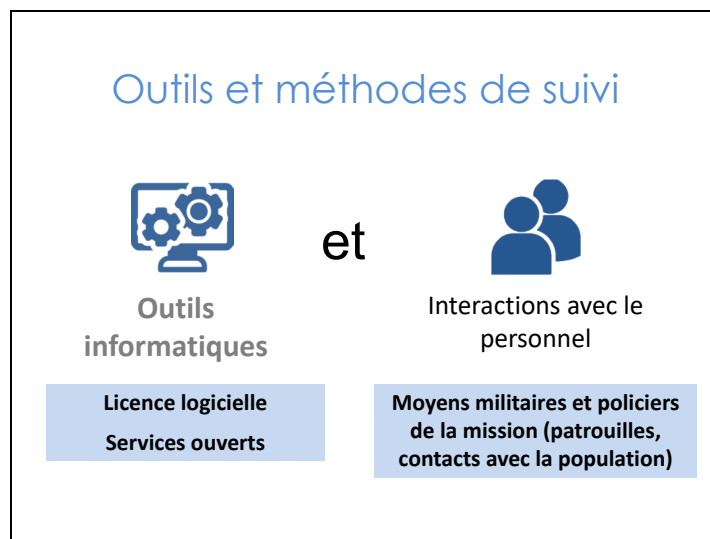 Outils et méthodes de suivi
et
Outils
informatiques
Interactions avec le
personnel
Licence logicielle
Services ouverts
Moyens militaires et policiers
de la mission (patrouilles,
contacts avec la population)